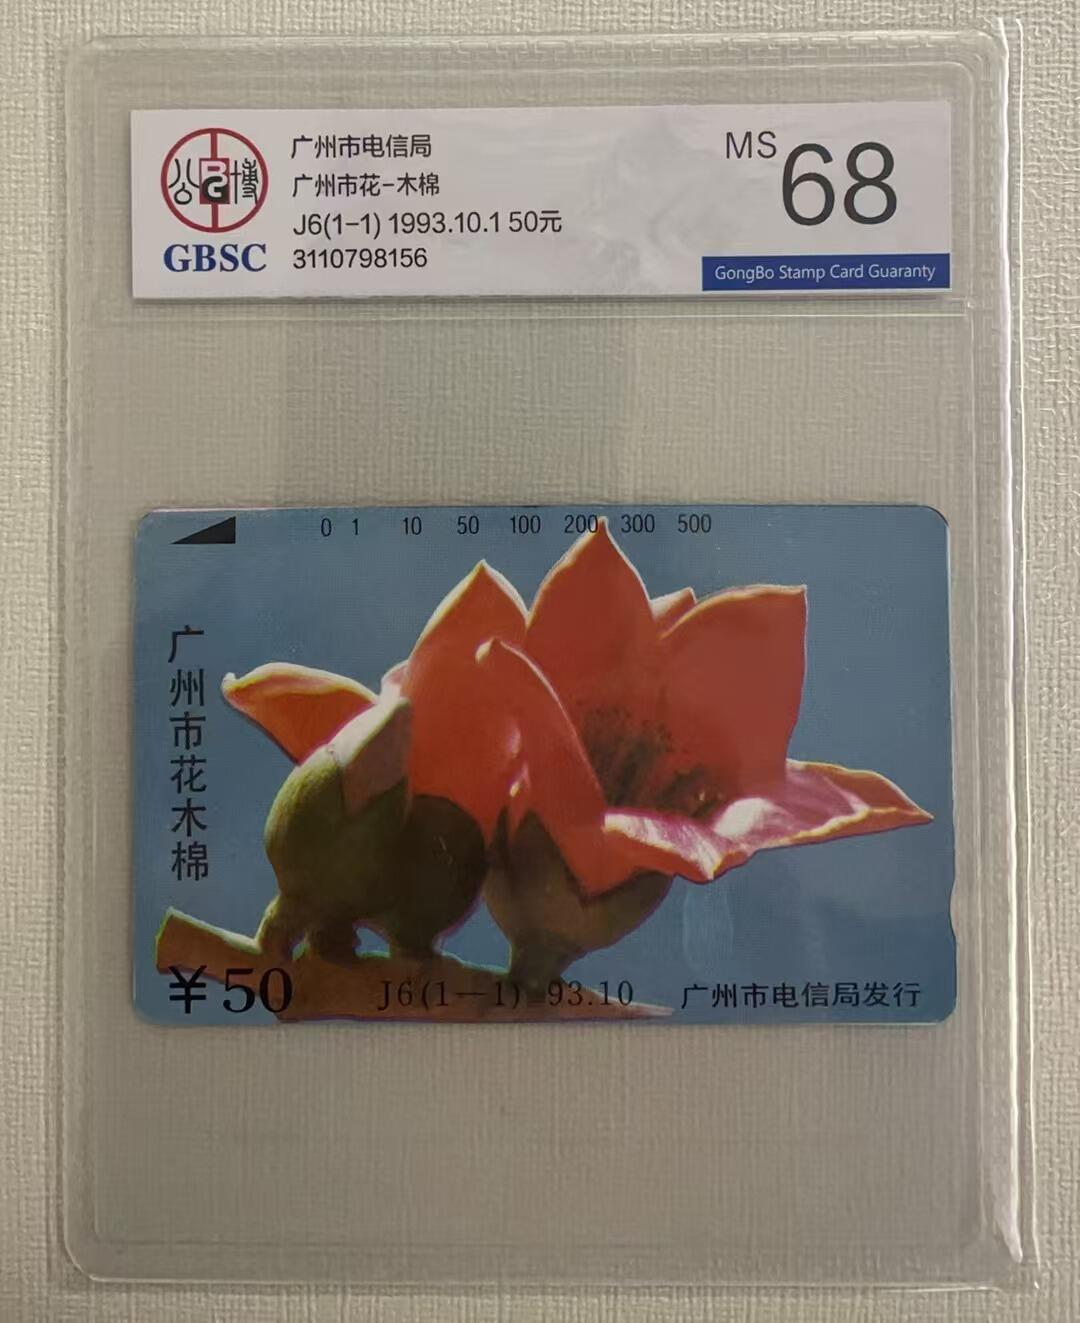 公博
BG
GBSC
广州市电信局
广州市花-木棉
J6(1-1) 1993.10.1 50元
3110798156
MS 68
GongBo Stamp Card Guaranty
0 1 10 50 100 200 300 500
广州市花木棉
¥50 J6(1—1) 93.10 广州市电信局发行